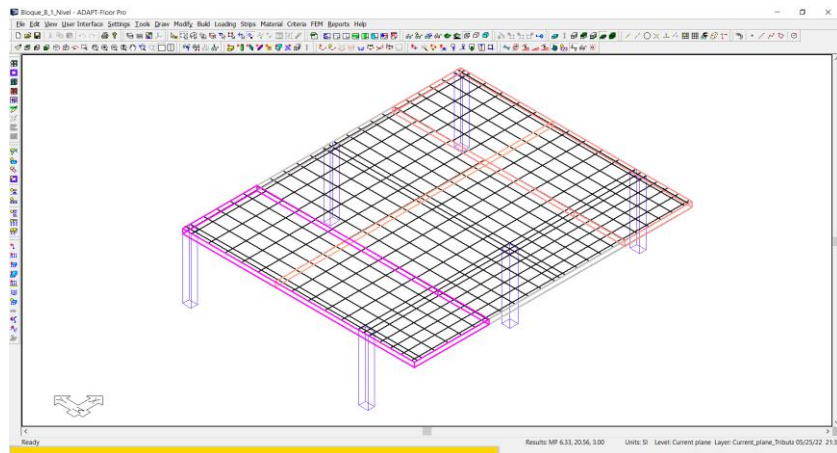 Bloque_B_1_Nivel - ADAPT-Floor Pro
File Edit View User Interface Settings Tools Draw Modify Build Loading Strips Material Criteria FEM Reports Help
Ready
Results: MF 6.33, 20.56, 3.00 Units: SI Level: Current plane Layer: Current_plane_Tributa 05/25/22